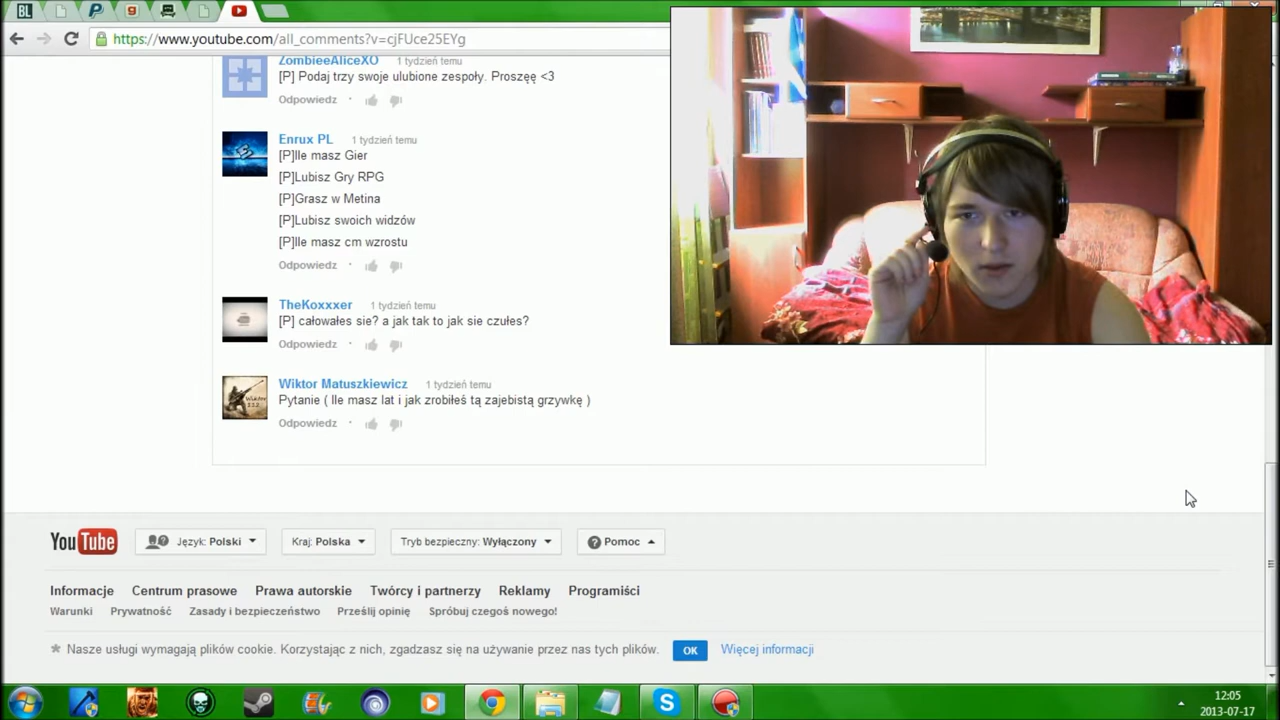 https://www.youtube.com/all_comments?v=cjFUce25EYg
ZombieeAliceXO 1 tydzień temu
[P] Podaj trzy swoje ulubione zespoły. Proszęę <3
Odpowiedz
Enrux PL 1 tydzień temu
[P]Ile masz Gier
[P]Lubisz Gry RPG
[P]Grasz w Metina
[P]Lubisz swoich widzów
[P]Ile masz cm wzrostu
Odpowiedz
TheKoxxxer 1 tydzień temu
[P] całowałes sie? a jak tak to jak sie czułes?
Odpowiedz
Wiktor Matuszkiewicz 1 tydzień temu
Pytanie ( Ile masz lat i jak zrobiłeś tą zajebistą grzywkę )
Odpowiedz
YouTube Język: Polski Kraj: Polska Tryb bezpieczny: Wyłączony Pomoc
Informacje Centrum prasowe Prawa autorskie Twórcy i partnerzy Reklamy Programiści
Warunki Prywatność Zasady i bezpieczeństwo Prześlij opinię Spróbuj czegoś nowego!
* Nasze usługi wymagają plików cookie. Korzystając z nich, zgadzasz się na używanie przez nas tych plików. OK Więcej informacji
12:05
2013-07-17